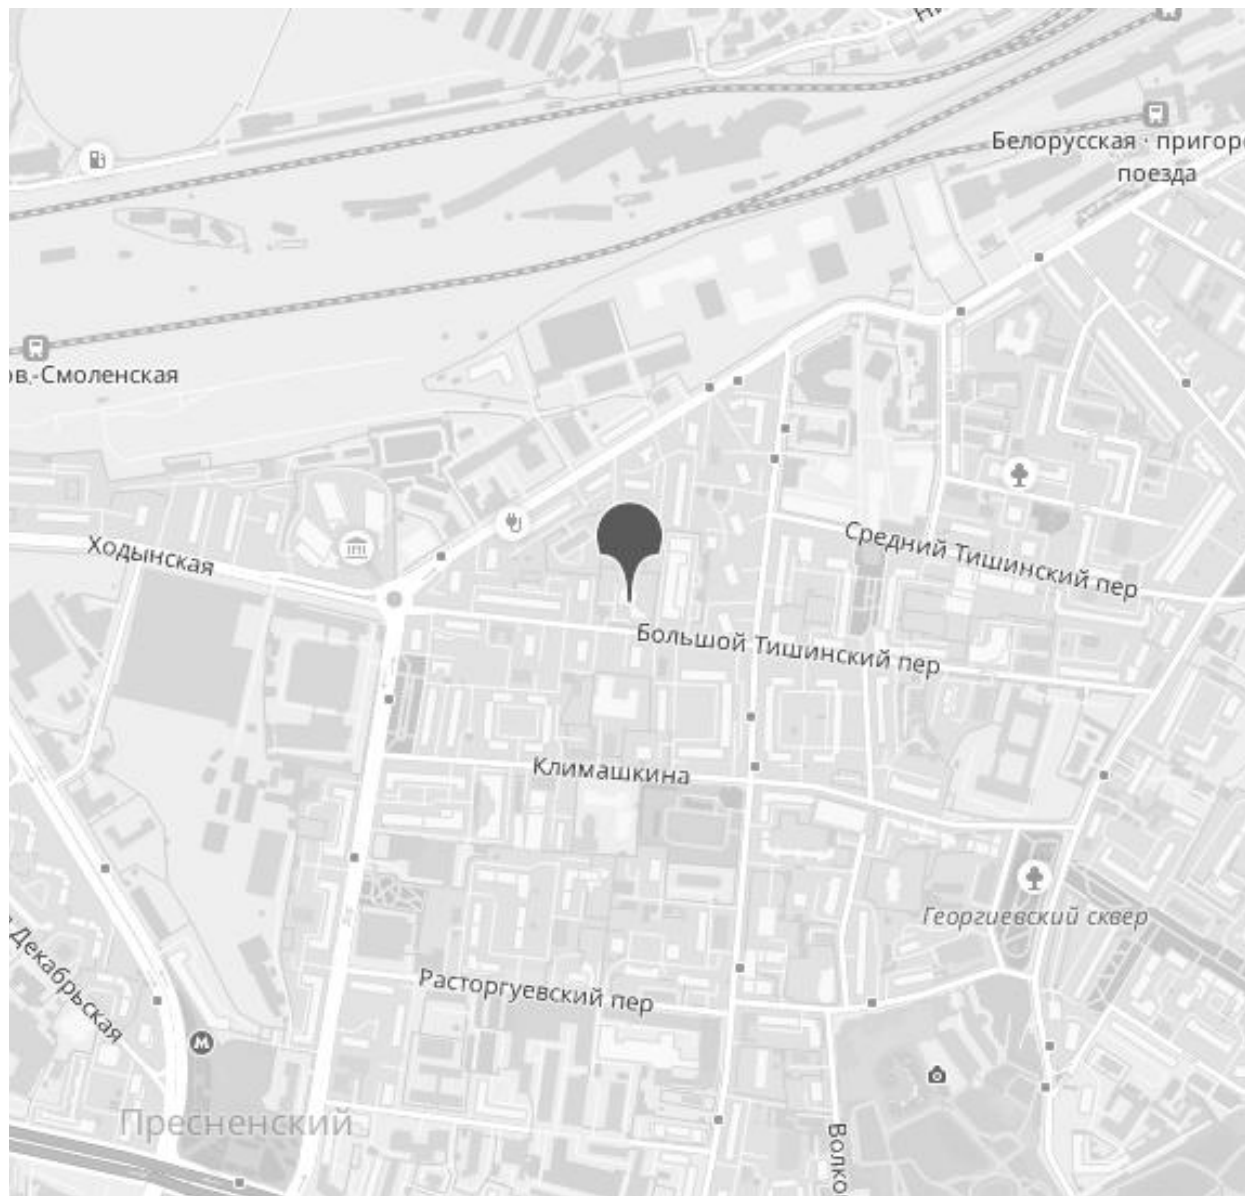 Белорусская · пригор
поезда
ов.-Смоленская
Ходынская
Средний Тишинский пер
Большой Тишинский пер
Климашкина
Георгиевский сквер
Декабрьская
Расторгуевский пер
М
Пресненский
Волко